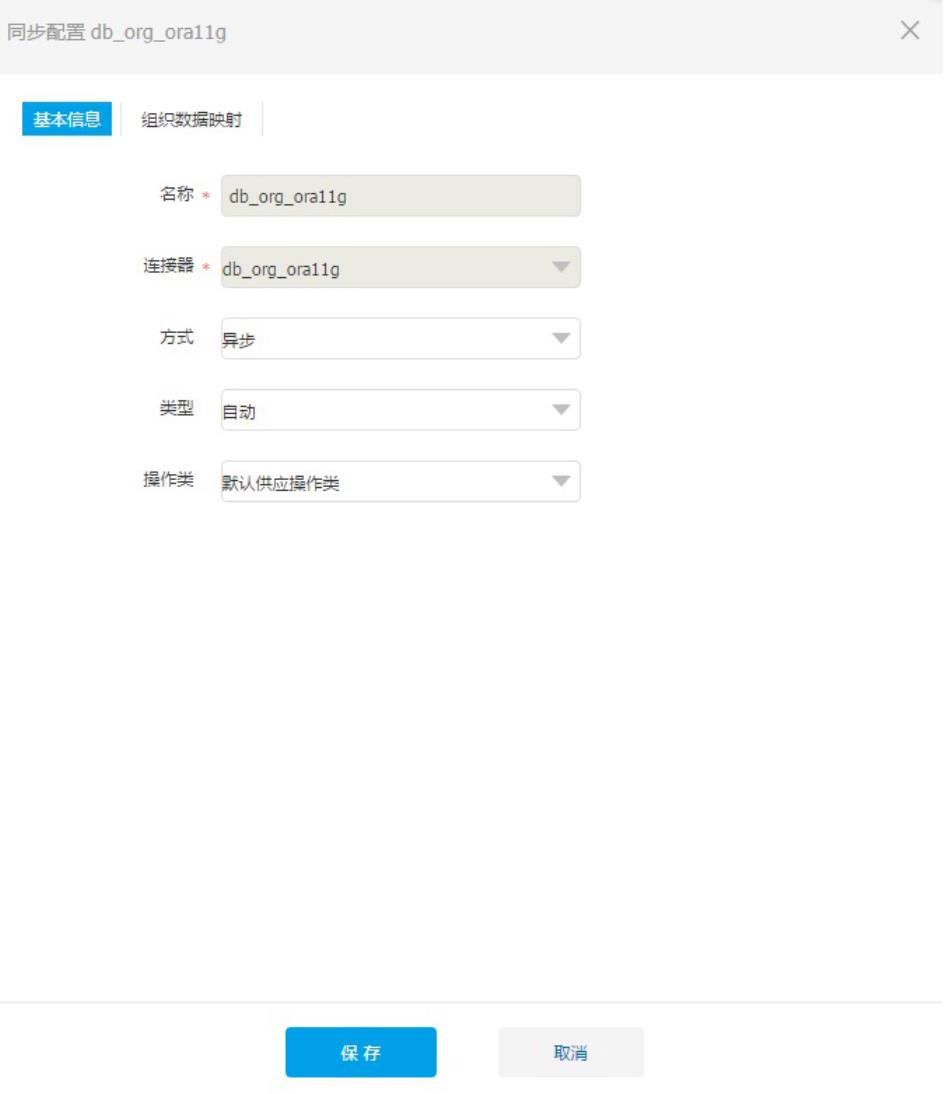 同步配置 db_org_ora11g
基本信息 组织数据映射
名称 * db_org_ora11g
连接器 * db_org_ora11g
方式 异步
类型 自动
操作类 默认供应操作类
保存 取消